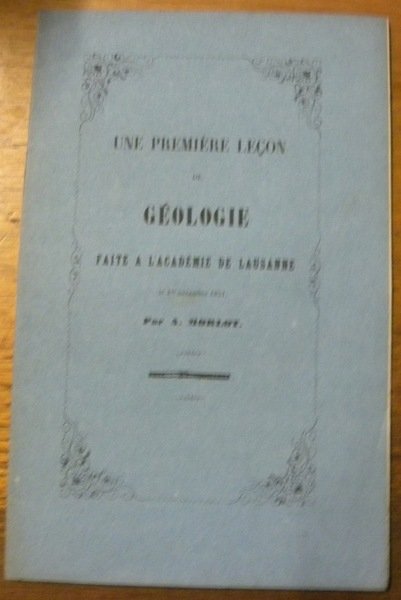 UNE PREMIÈRE LEÇON
DE
GÉOLOGIE
FAITE A L'ACADÉMIE DE LAUSANNE
Par A. MORLOT.